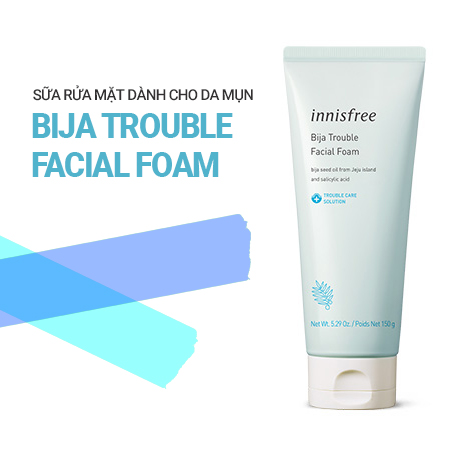 SỮA RỬA MẶT DÀNH CHO DA MỤN
BIJA TROUBLE
FACIAL FOAM
innisfree
Bija Trouble
Facial Foam
bija seed oil from Jeju island
and salicylic acid
TROUBLE CARE
SOLUTION
Net Wt. 5.29 Oz. / Poids Net 150 g